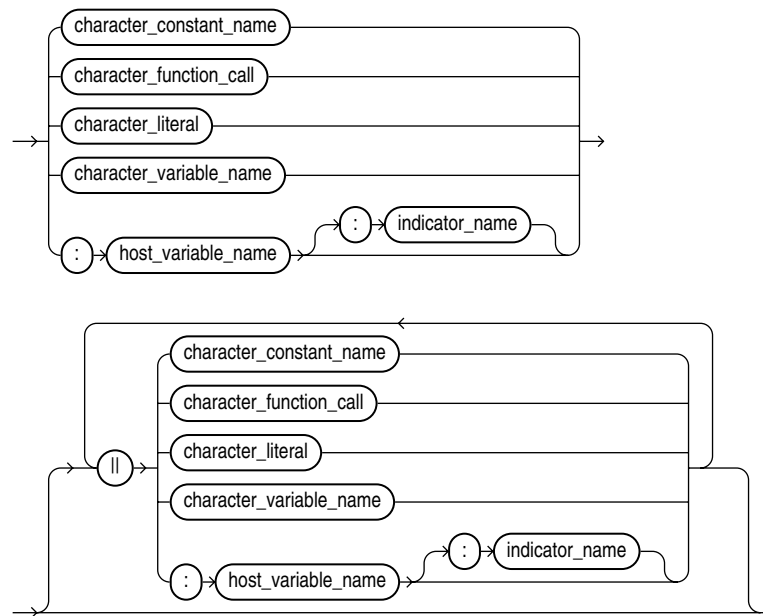 character_constant_name
character_function_call
character_literal
character_variable_name
: host_variable_name : indicator_name
character_constant_name
character_function_call
character_literal
|| character_variable_name
: host_variable_name : indicator_name